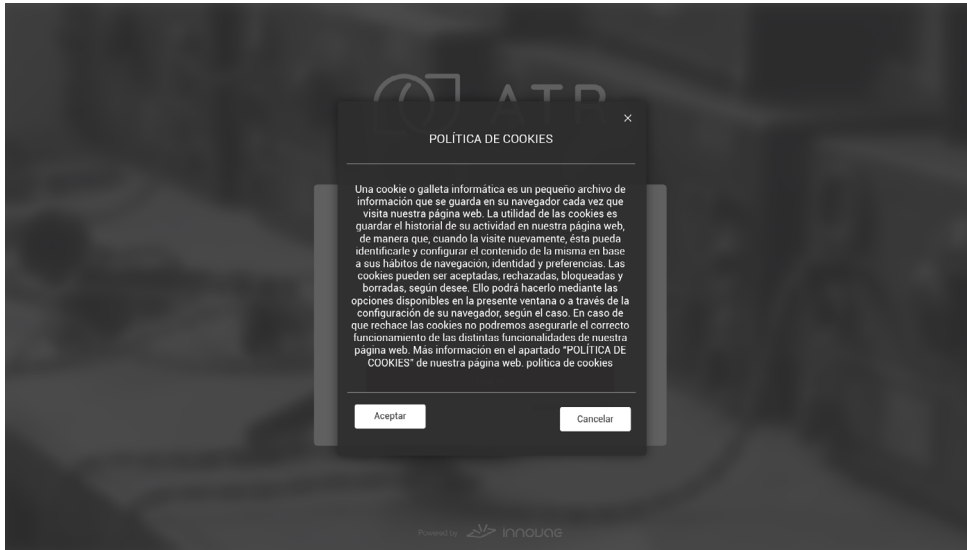 ATR
POLÍTICA DE COOKIES
Una cookie o galleta informática es un pequeño archivo de
información que se guarda en su navegador cada vez que
visita nuestra página web. La utilidad de las cookies es
guardar el historial de su actividad en nuestra página web,
de manera que, cuando la visite nuevamente, ésta pueda
identificarle y configurar el contenido de la misma en base
a sus hábitos de navegación, identidad y preferencias. Las
cookies pueden ser aceptadas, rechazadas, bloqueadas y
borradas, según desee. Ello podrá hacerlo mediante las
opciones disponibles en la presente ventana o a través de la
configuración de su navegador, según el caso. En caso de
que rechace las cookies no podremos asegurarle el correcto
funcionamiento de las distintas funcionalidades de nuestra
página web. Más información en el apartado “POLÍTICA DE
COOKIES” de nuestra página web. política de cookies
Aceptar
Cancelar
Powered by INNOVAE